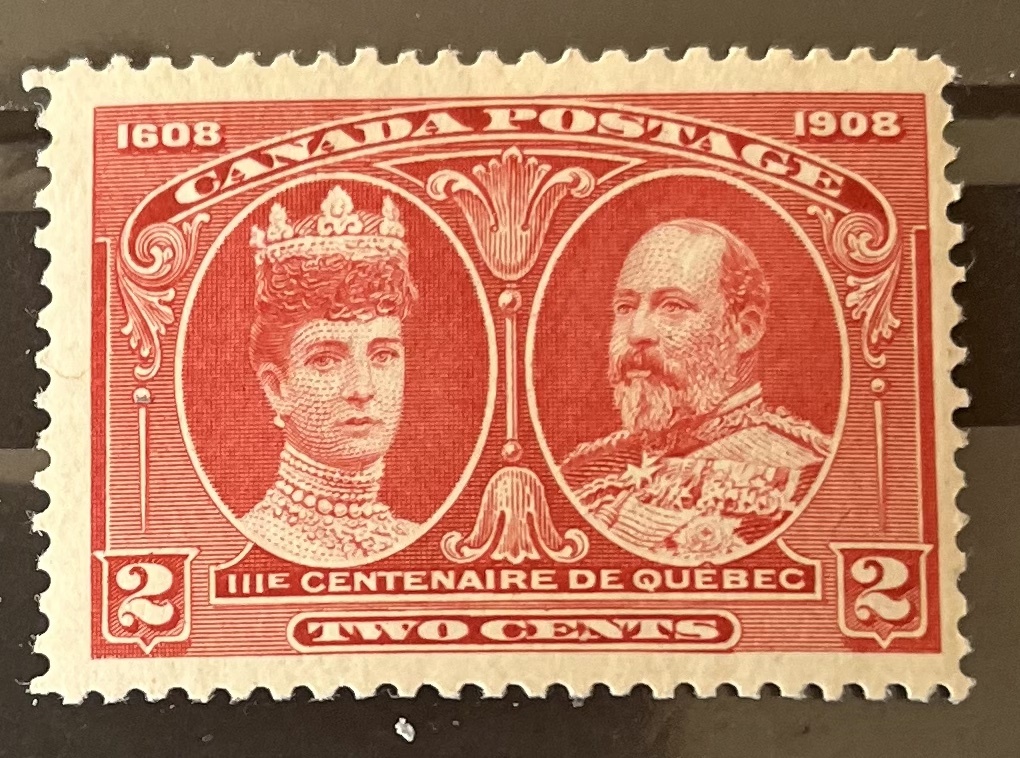 1608
1908
CANADA POSTAGE
IIIE CENTENAIRE DE QUÉBEC
2
2
TWO CENTS